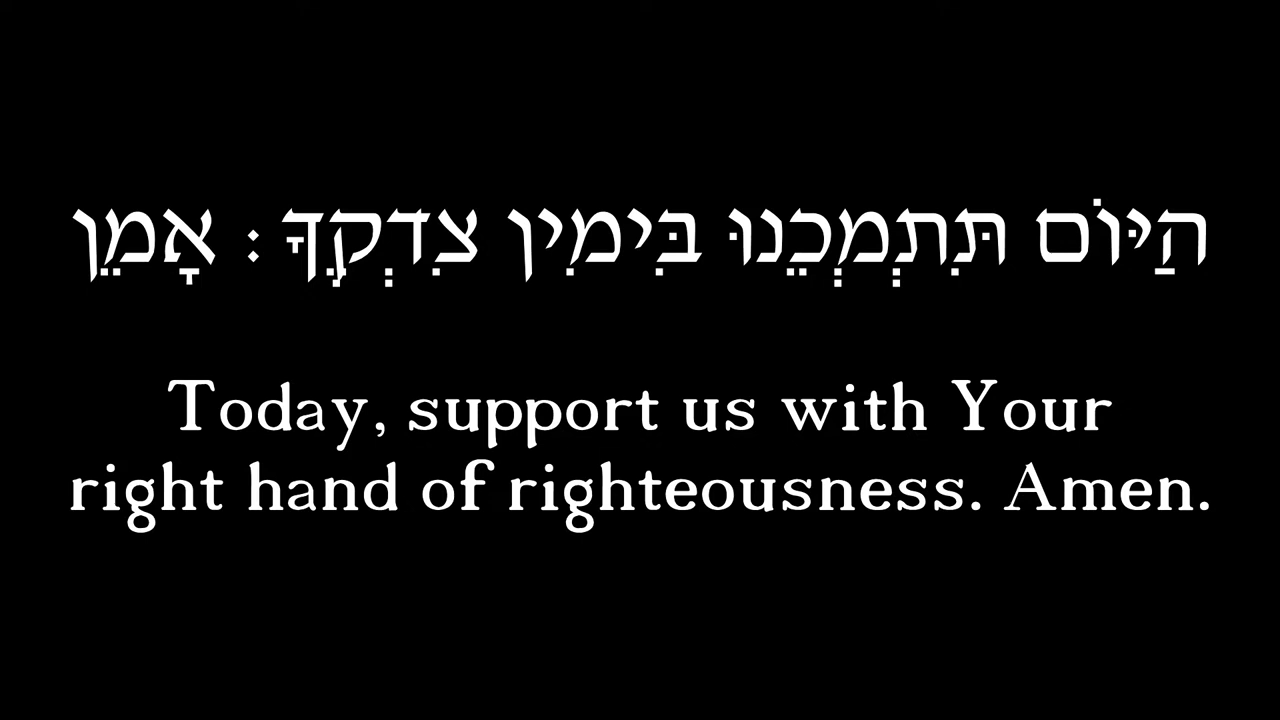 הַיּוֹם תִּתְמְכֵנוּ בִּימִין צִדְקֶֽךָ : אָמֵן
Today, support us with Your
right hand of righteousness. Amen.